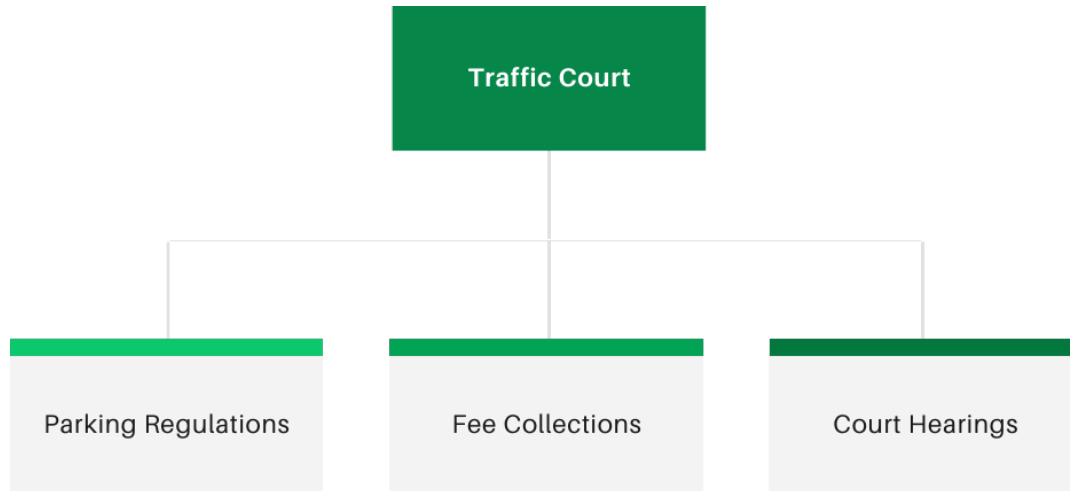 Traffic Court
Parking Regulations
Fee Collections
Court Hearings